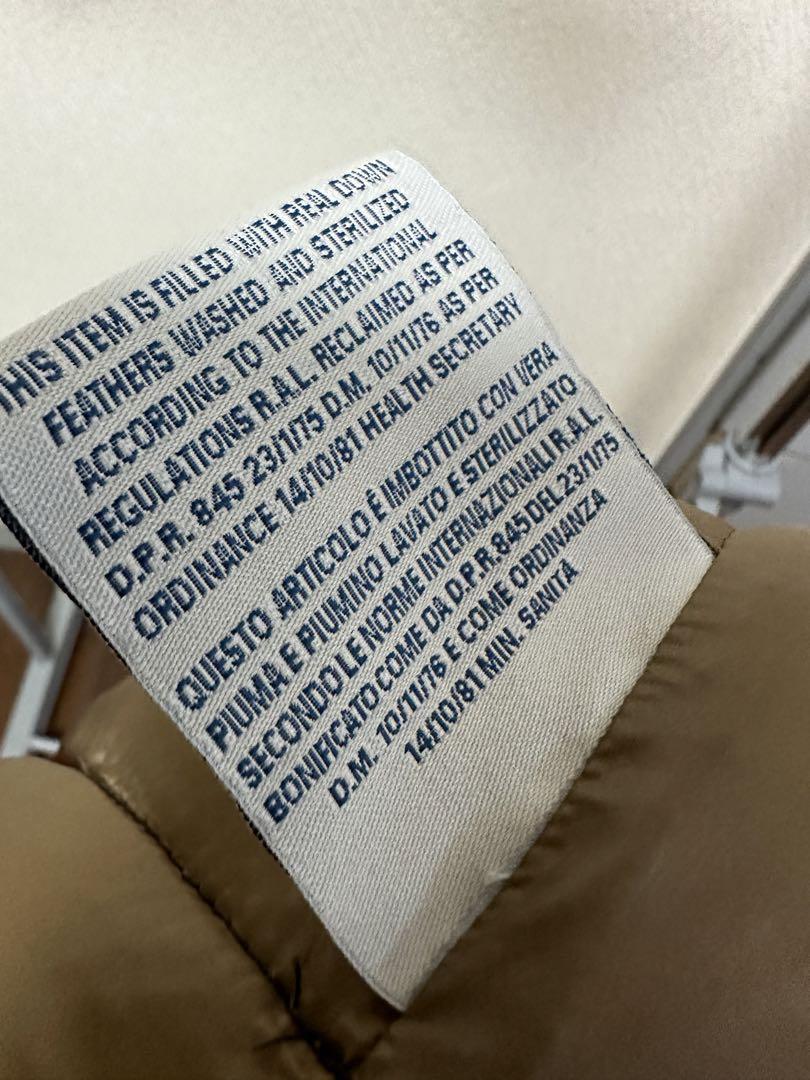 THIS ITEM IS FILLED WITH REAL DOWN
FEATHERS WASHED AND STERILIZED
ACCORDING TO THE INTERNATIONAL
REGULATIONS R.A.L. RECLAIMED AS PER
D.P.R. 845 23/1/75 D.M. 10/11/76 AS PER
ORDINANCE 14/10/81 HEALTH SECRETARY
QUESTO ARTICOLO È IMBOTTITO CON VERA
PIUMA E PIUMINO LAVATO E STERILIZZATO
SECONDO LE NORME INTERNAZIONALI R.A.L.
BONIFICATO COME DA D.P.R. 845 DEL 23/1/75
D.M. 10/11/76 E COME ORDINANZA
14/10/81 MIN. SANITÀ